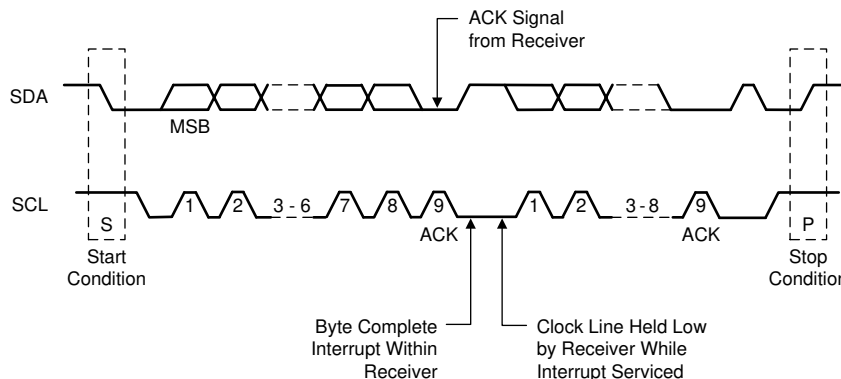 ACK Signal
from Receiver
SDA
MSB
SCL
1
2
3 - 6
7
8
9
1
2
3 - 8
9
S
ACK
ACK
P
Start
Condition
Stop
Condition
Byte Complete
Interrupt Within
Receiver
Clock Line Held Low
by Receiver While
Interrupt Serviced